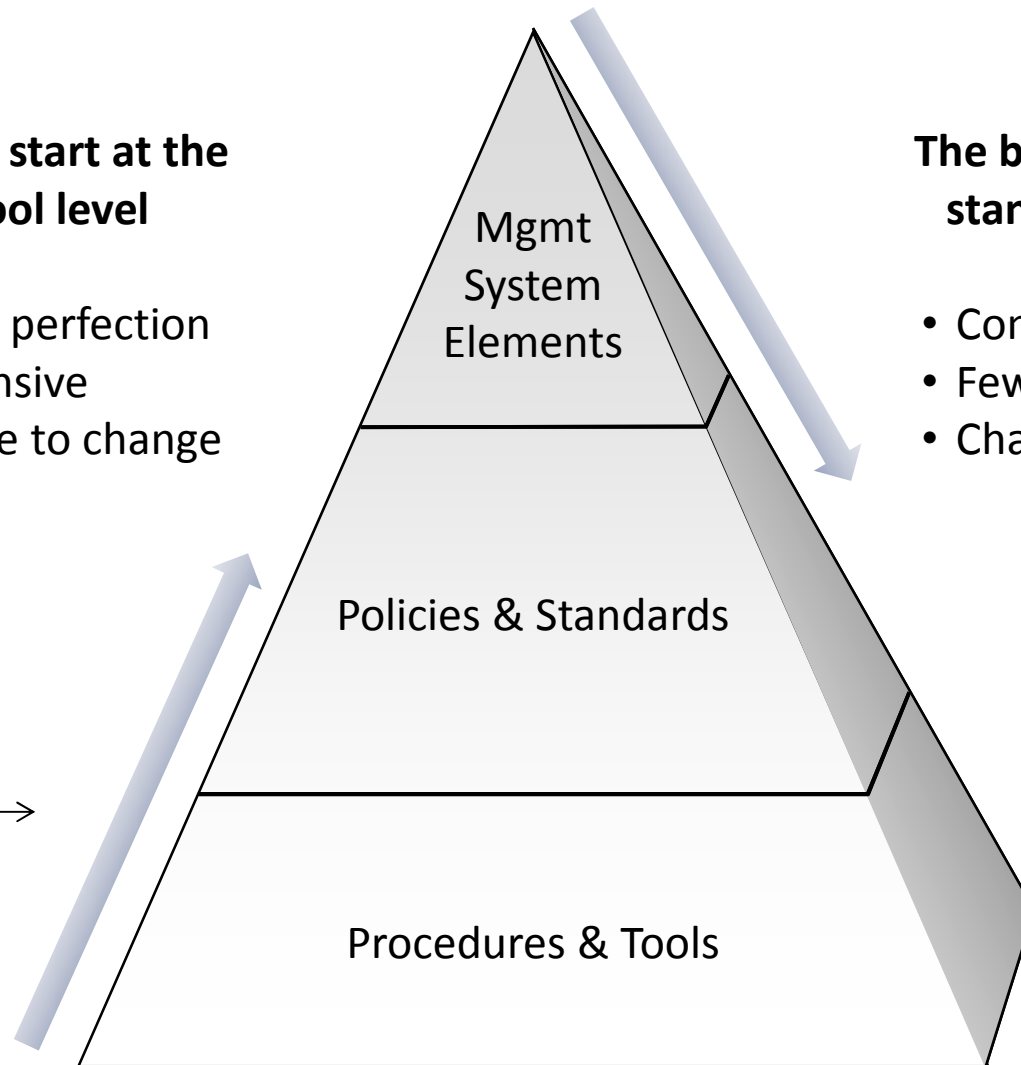 start at the
ool level
perfection
nsive
e to change
Mgmt
System
Elements
Policies & Standards
Procedures & Tools
The b
stan
• Con
• Few
• Cha